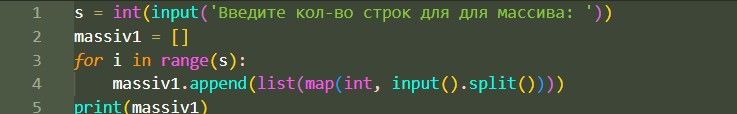 1 s = int(input('Введите кол-во строк для для массива: '))
2 massiv1 = []
3 for i in range(s):
4     massiv1.append(list(map(int, input().split())))
5 print(massiv1)